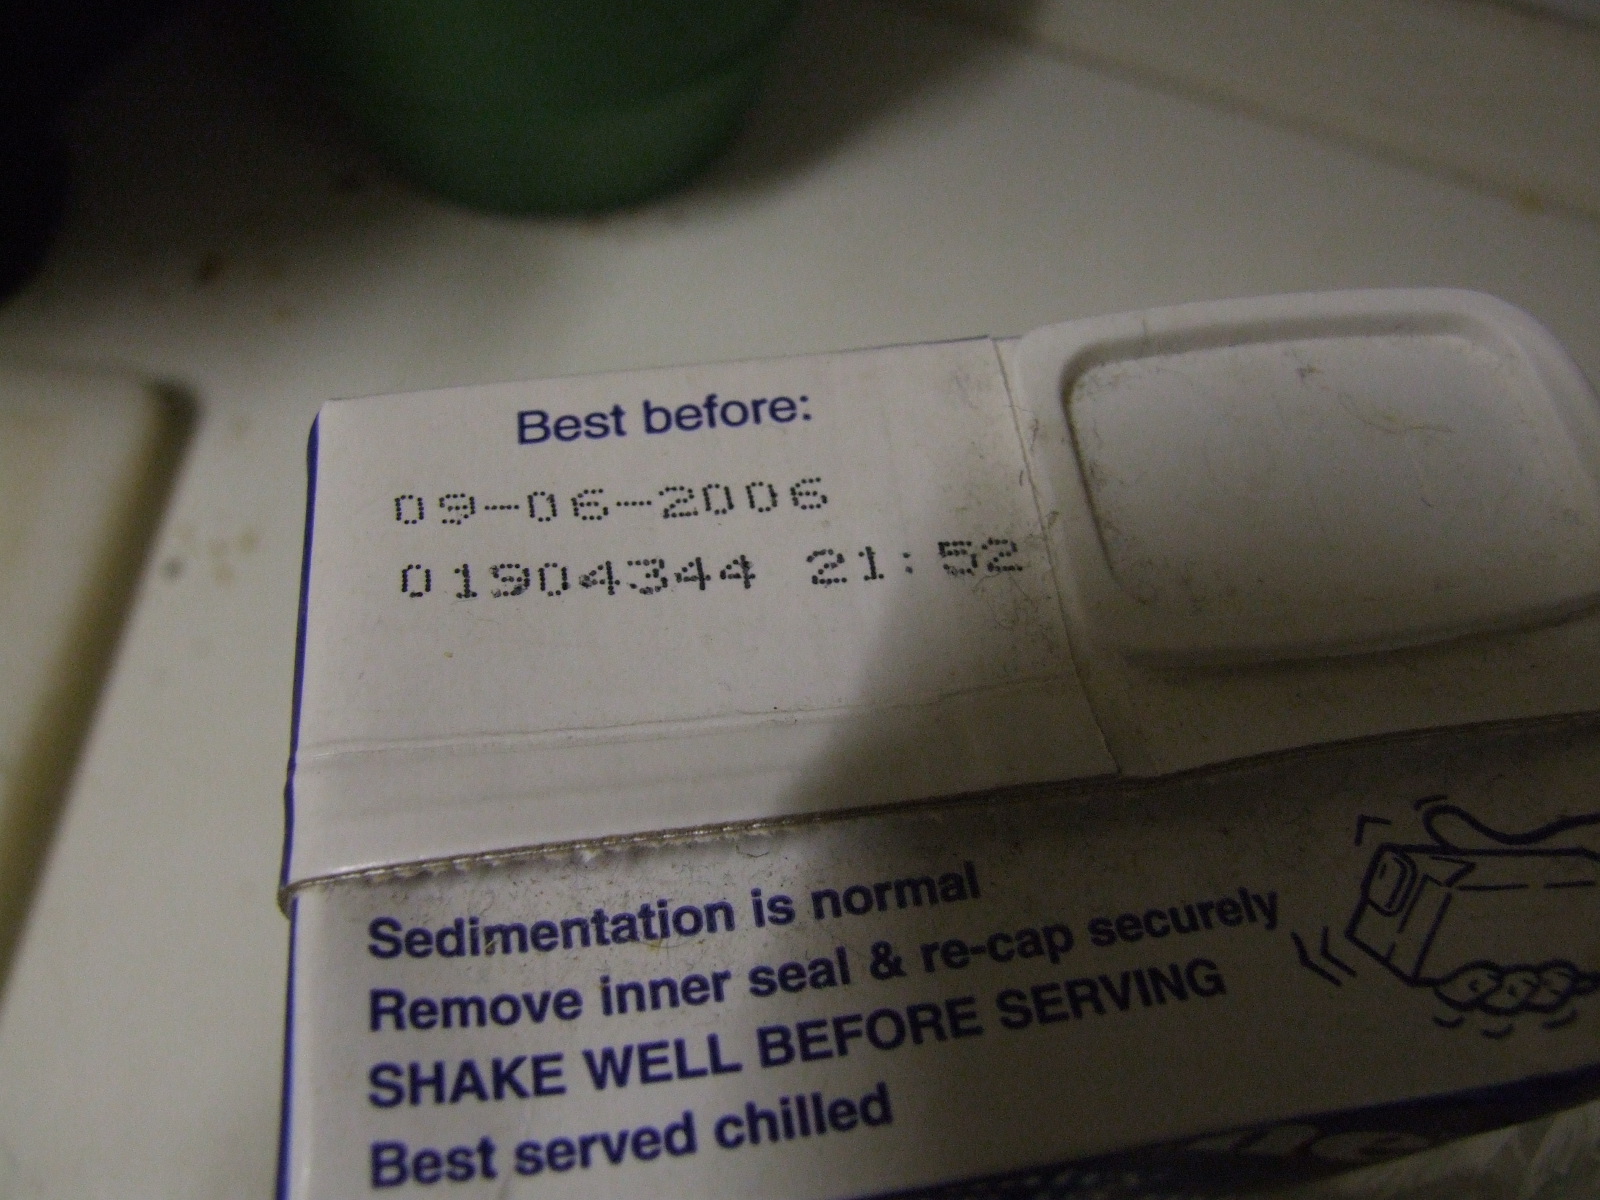 Best before:
09-06-2006
01904344 21:52
Sedimentation is normal
Remove inner seal & re-cap securely
SHAKE WELL BEFORE SERVING
Best served chilled